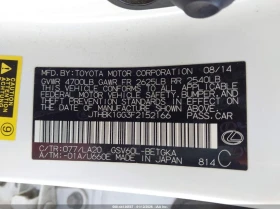 MFD. BY: TOYOTA MOTOR CORPORATION 08/14
GVWR 4700LB GAWR FR 2625LB RR 2540LB
THIS VEHICLE CONFORMS TO ALL APPLICABLE
FEDERAL MOTOR VEHICLE SAFETY, BUMPER, AND
THEFT PREVENTION STANDARDS IN EFFECT ON
THE DATE OF MANUFACTURE SHOWN ABOVE.
JTHBK1GG3F2152166 PASS.CAR
C/TR:077/LA20 GSV60L-BETGKA
A/TM:-01A/U660E MADE IN JAPAN 814C
9